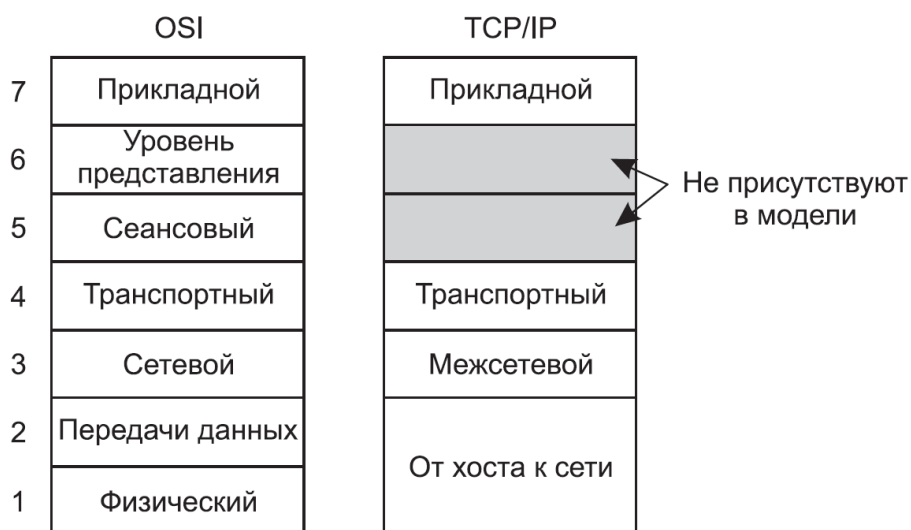 OSI
TCP/IP
7
Прикладной
Прикладной
6
Уровень
представления
5
Сеансовый
Не присутствуют
в модели
4
Транспортный
Транспортный
3
Сетевой
Межсетевой
2
Передачи данных
От хоста к сети
1
Физический